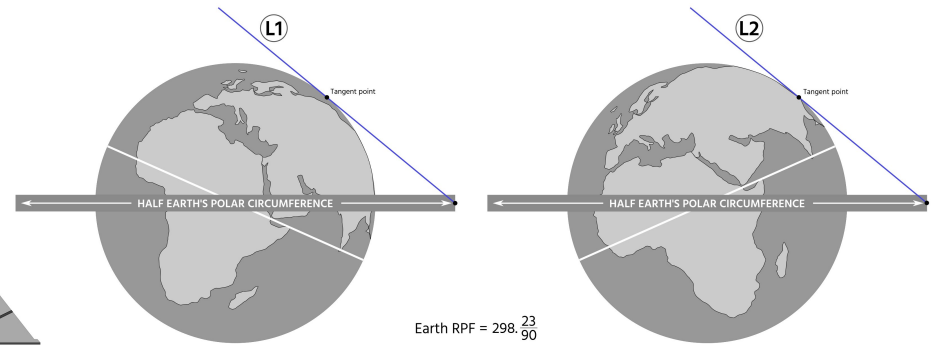 L1
Tangent point
HALF EARTH'S POLAR CIRCUMFERENCE
L2
Tangent point
HALF EARTH'S POLAR CIRCUMFERENCE
Earth RPF = 298.23/90